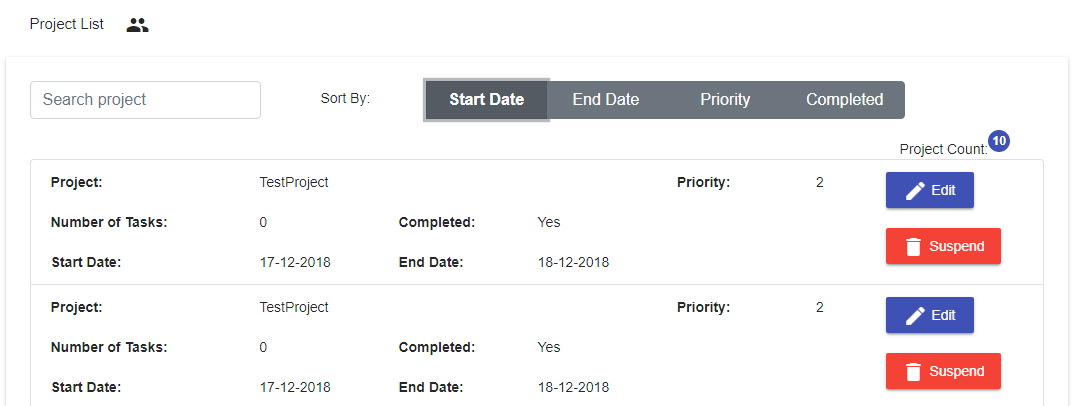 Project List
Search project Sort By: Start Date End Date Priority Completed
Project Count: 10
Project: TestProject Priority: 2 Edit
Number of Tasks: 0 Completed: Yes
Suspend
Start Date: 17-12-2018 End Date: 18-12-2018
Project: TestProject Priority: 2 Edit
Number of Tasks: 0 Completed: Yes
Suspend
Start Date: 17-12-2018 End Date: 18-12-2018